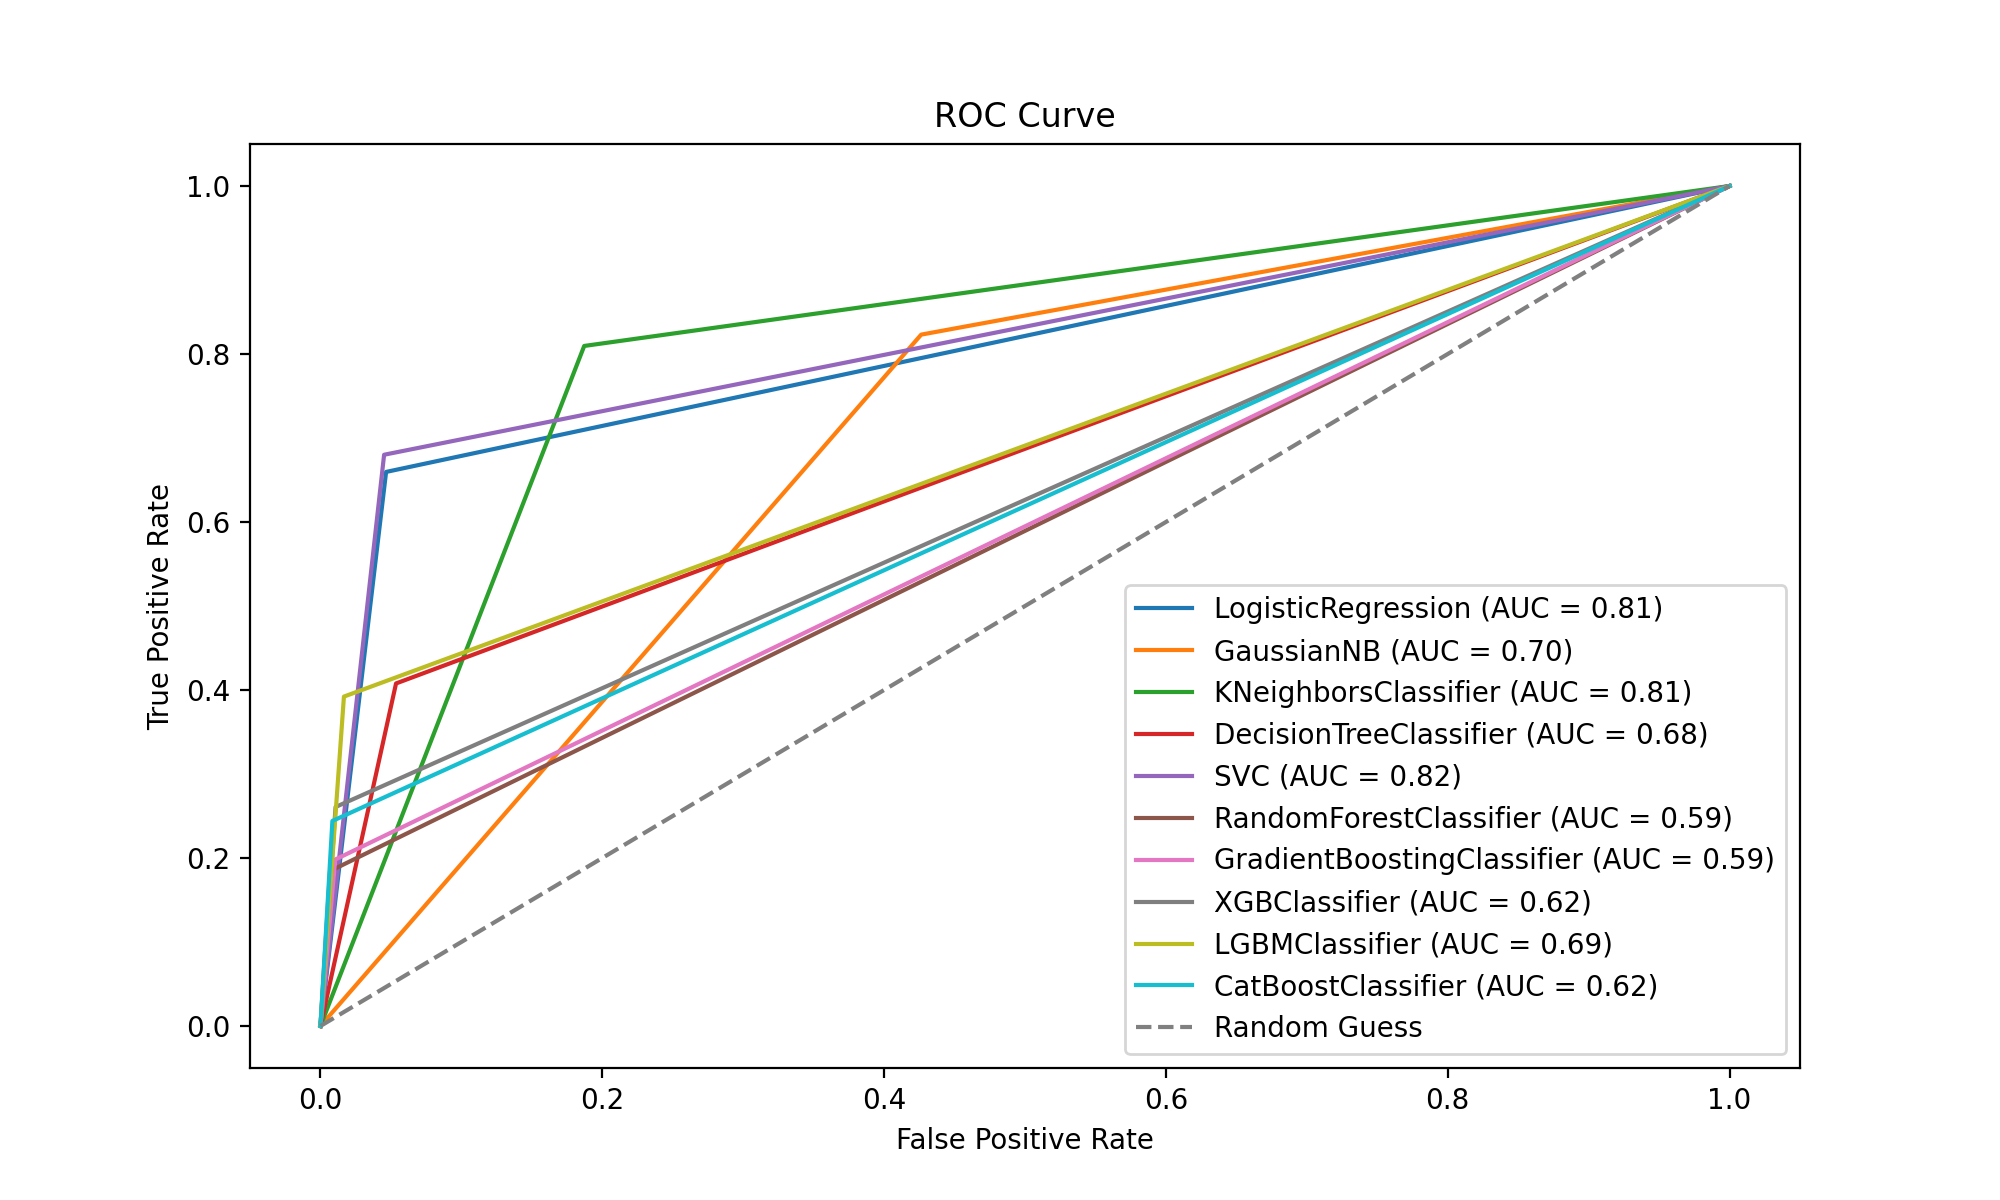 ROC Curve
1.0
0.8
0.6
0.4
0.2
0.0
True Positive Rate
LogisticRegression (AUC = 0.81)
GaussianNB (AUC = 0.70)
KNeighborsClassifier (AUC = 0.81)
DecisionTreeClassifier (AUC = 0.68)
SVC (AUC = 0.82)
RandomForestClassifier (AUC = 0.59)
GradientBoostingClassifier (AUC = 0.59)
XGBClassifier (AUC = 0.62)
LGBMClassifier (AUC = 0.69)
CatBoostClassifier (AUC = 0.62)
Random Guess
0.0 0.2 0.4 0.6 0.8 1.0
False Positive Rate